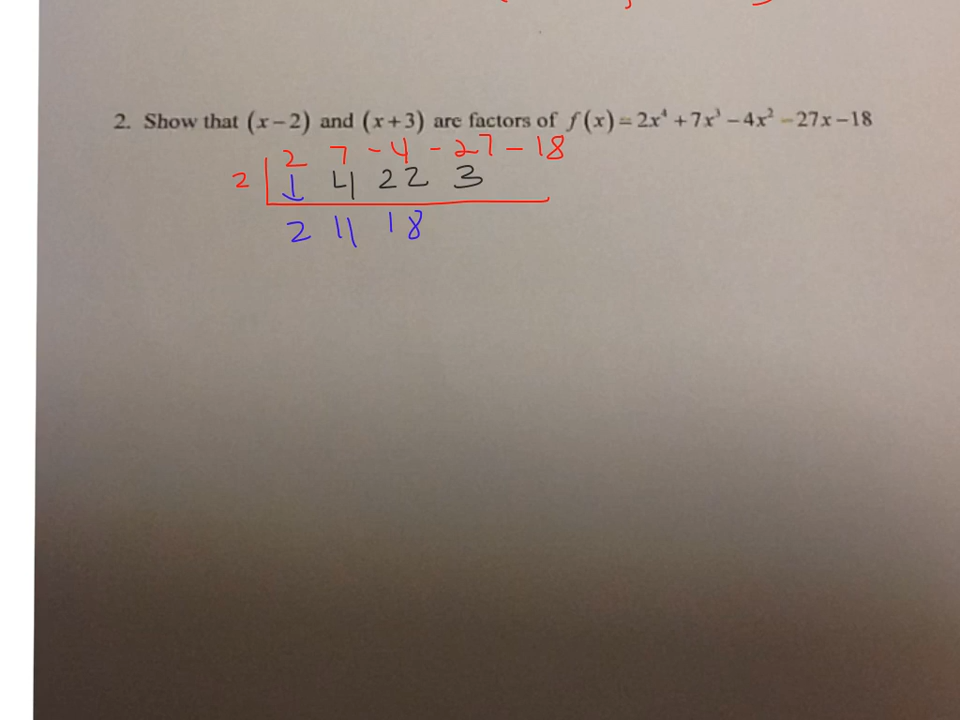 2. Show that (x−2) and (x+3) are factors of f(x)=2x⁴+7x³−4x²−27x−18
2 7 -4 -27 -18
2 ↓ 4 22 3
2 11 18